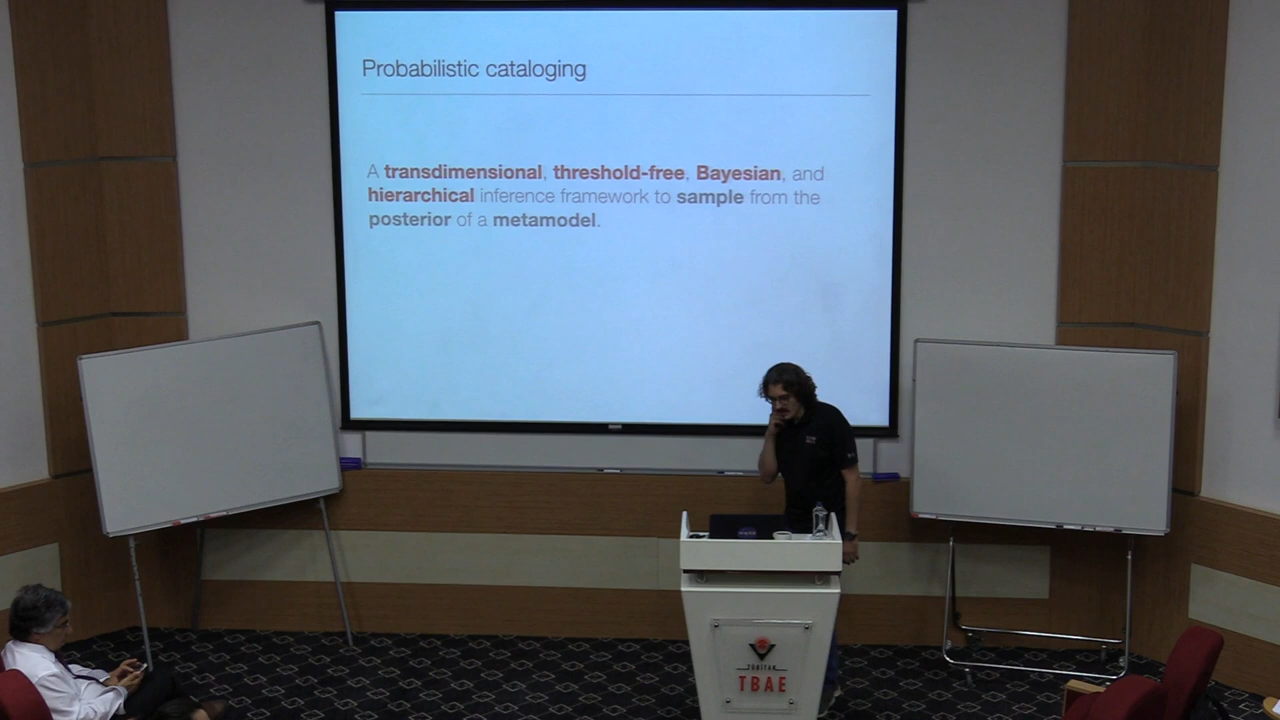 Probabilistic cataloging
A transdimensional, threshold-free, Bayesian, and
hierarchical inference framework to sample from the
posterior of a metamodel.
TÜBİTAK
TBAE